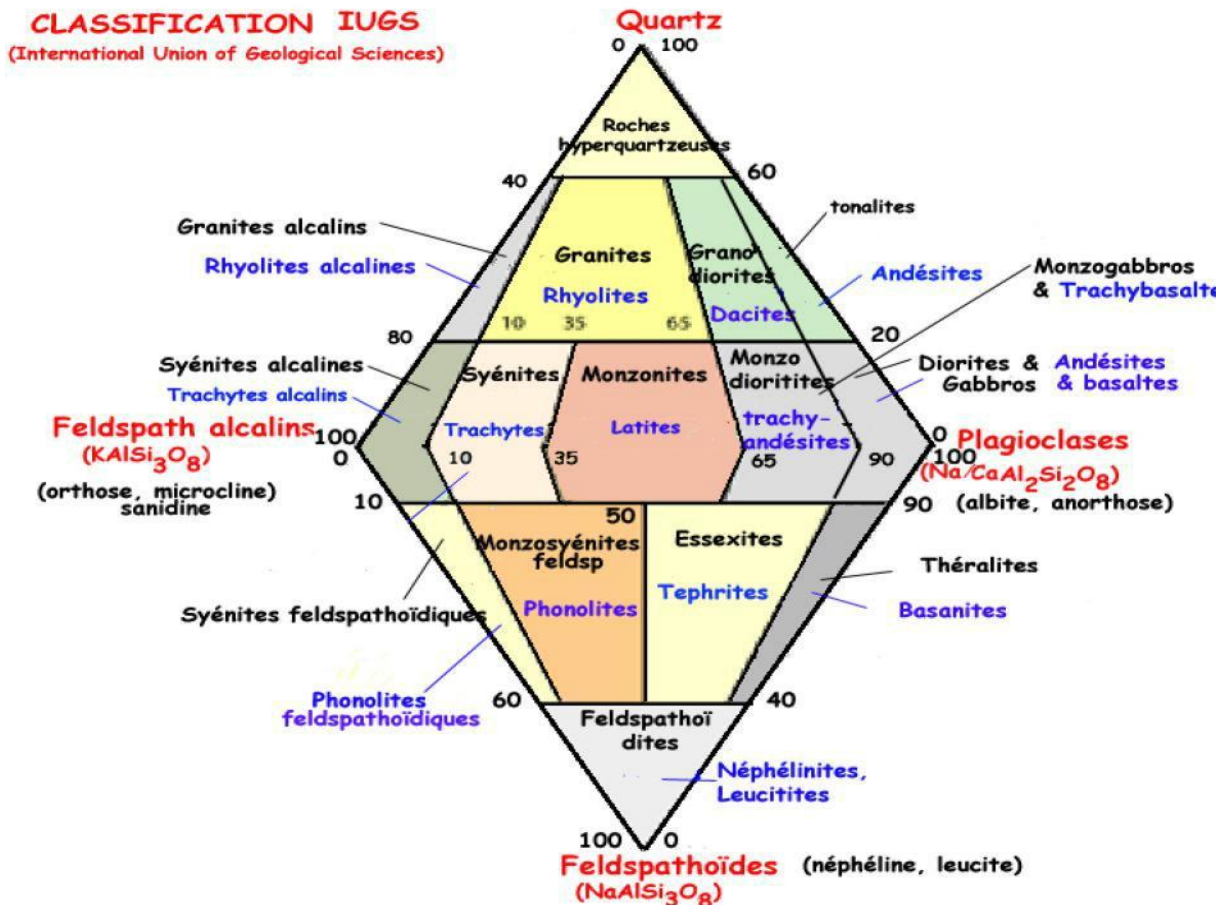 CLASSIFICATION IUGS
(International Union of Geological Sciences)
Quartz
0 100
Roches
hyperquartzeuses
40 60
Granites alcalins
Rhyolites alcalines
tonalites
Granites
Rhyolites
Grano
diorites
Dacites
Andésites
Monzogabbros
& Trachybasalte
10 35 65
80 20
Syénites alcalines
Trachytes alcalins
Syénites
Trachytes
Monzonites
Latites
Monzo
dioritites
trachy-
andésites
Diorites & Andésites
Gabbros & basaltes
Feldspath alcalins
(KAlSi3O8)
(orthose, microcline)
sanidine
100
0
10 35 65 90
0
100
Plagioclases
(Na/CaAl2Si2O8)
(albite, anorthose)
10 50 90
Monzosyénites
feldsp
Phonolites
Essexites
Tephrites
Théralites
Basanites
Syénites feldspathoïdiques
Phonolites
feldspathoïdiques
60 40
Feldspathoï
dites
Néphélinites,
Leucitites
100 0
Feldspathoïdes (néphéline, leucite)
(NaAlSi3O8)